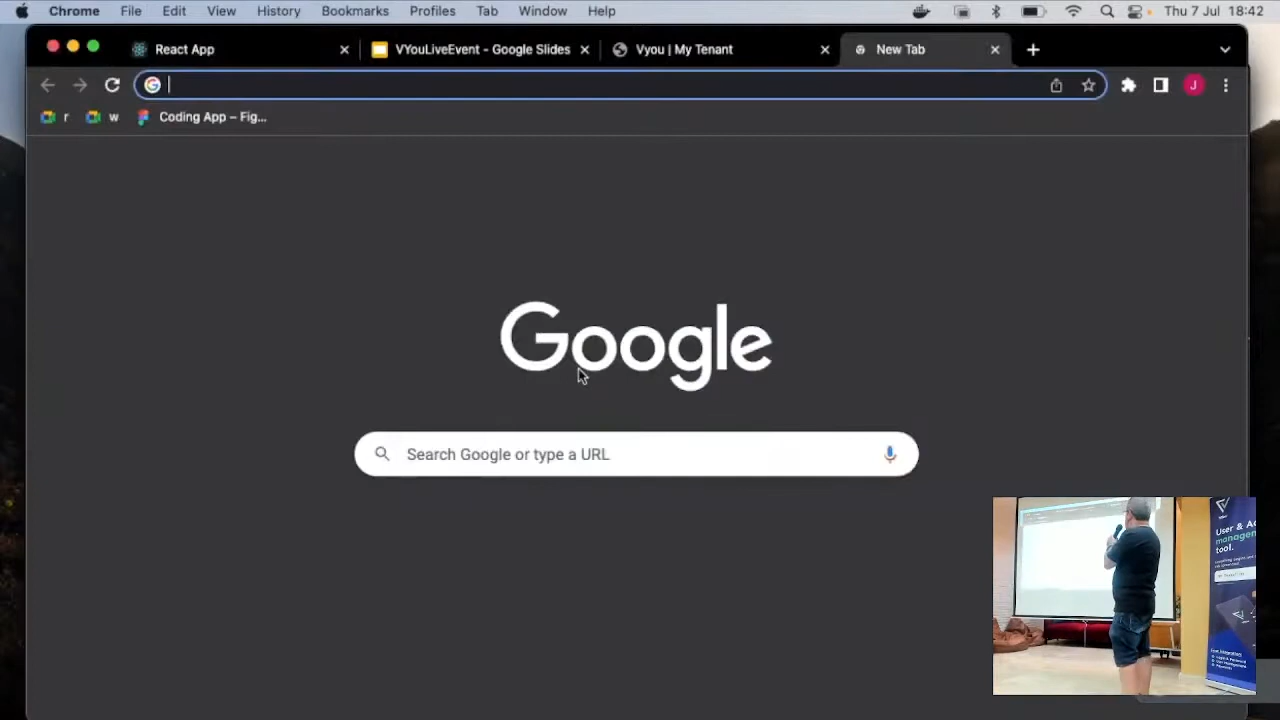 Chrome File Edit View History Bookmarks Profiles Tab Window Help Thu 7 Jul 18:42
React App VYouLiveEvent - Google Slides Vyou | My Tenant New Tab
J
r w Coding App – Fig...
Google
Search Google or type a URL
User & Ac
managem
tool.